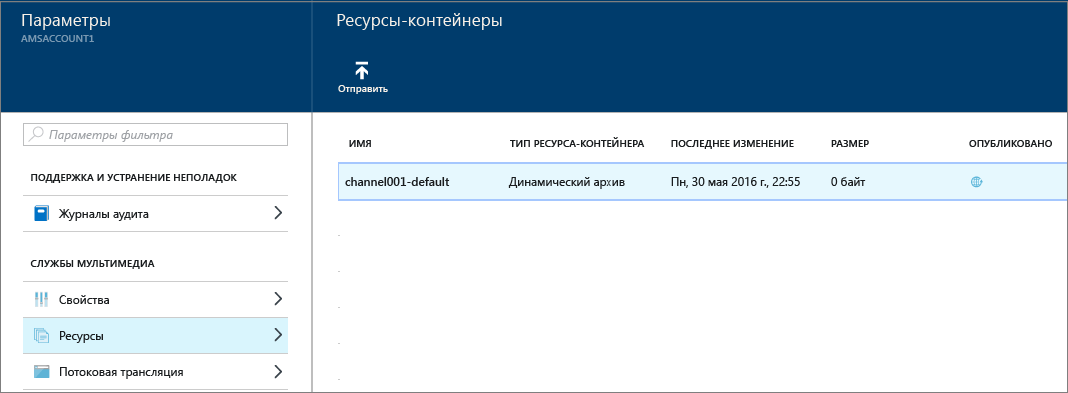 Параметры
AMSACCOUNT1
Параметры фильтра
ПОДДЕРЖКА И УСТРАНЕНИЕ НЕПОЛАДОК
Журналы аудита
СЛУЖБЫ МУЛЬТИМЕДИА
Свойства
Ресурсы
Потоковая трансляция
Ресурсы-контейнеры
Отправить
ИМЯ ТИП РЕСУРСА-КОНТЕЙНЕРА ПОСЛЕДНЕЕ ИЗМЕНЕНИЕ РАЗМЕР ОПУБЛИКОВАНО
channel001-default Динамический архив Пн, 30 мая 2016 г., 22:55 0 байт